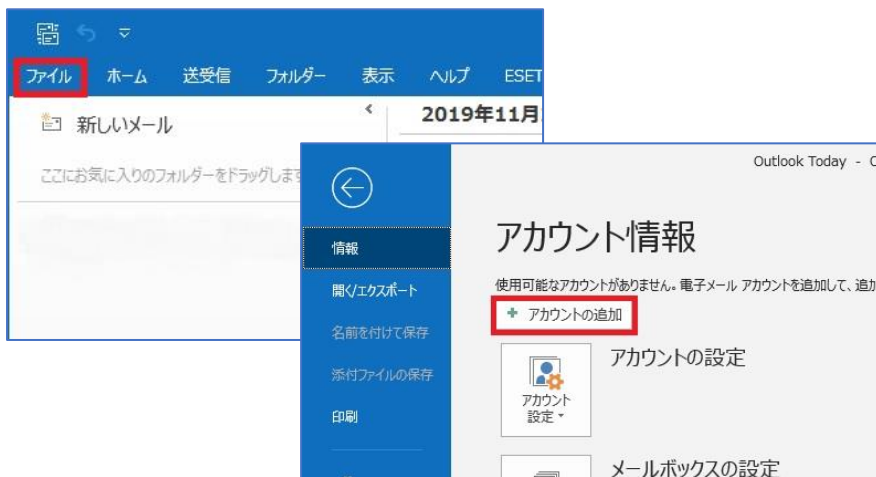 ファイル ホーム 送受信 フォルダー 表示 ヘルプ ESET
新しいメール
2019年11月
ここにお気に入りのフォルダーをドラッグします
Outlook Today -
アカウント情報
情報
使用可能なアカウントがありません。電子メール アカウントを追加して、追加
開く/エクスポート
+ アカウントの追加
名前を付けて保存
添付ファイルの保存
アカウントの設定
アカウント
設定
印刷
メールボックスの設定